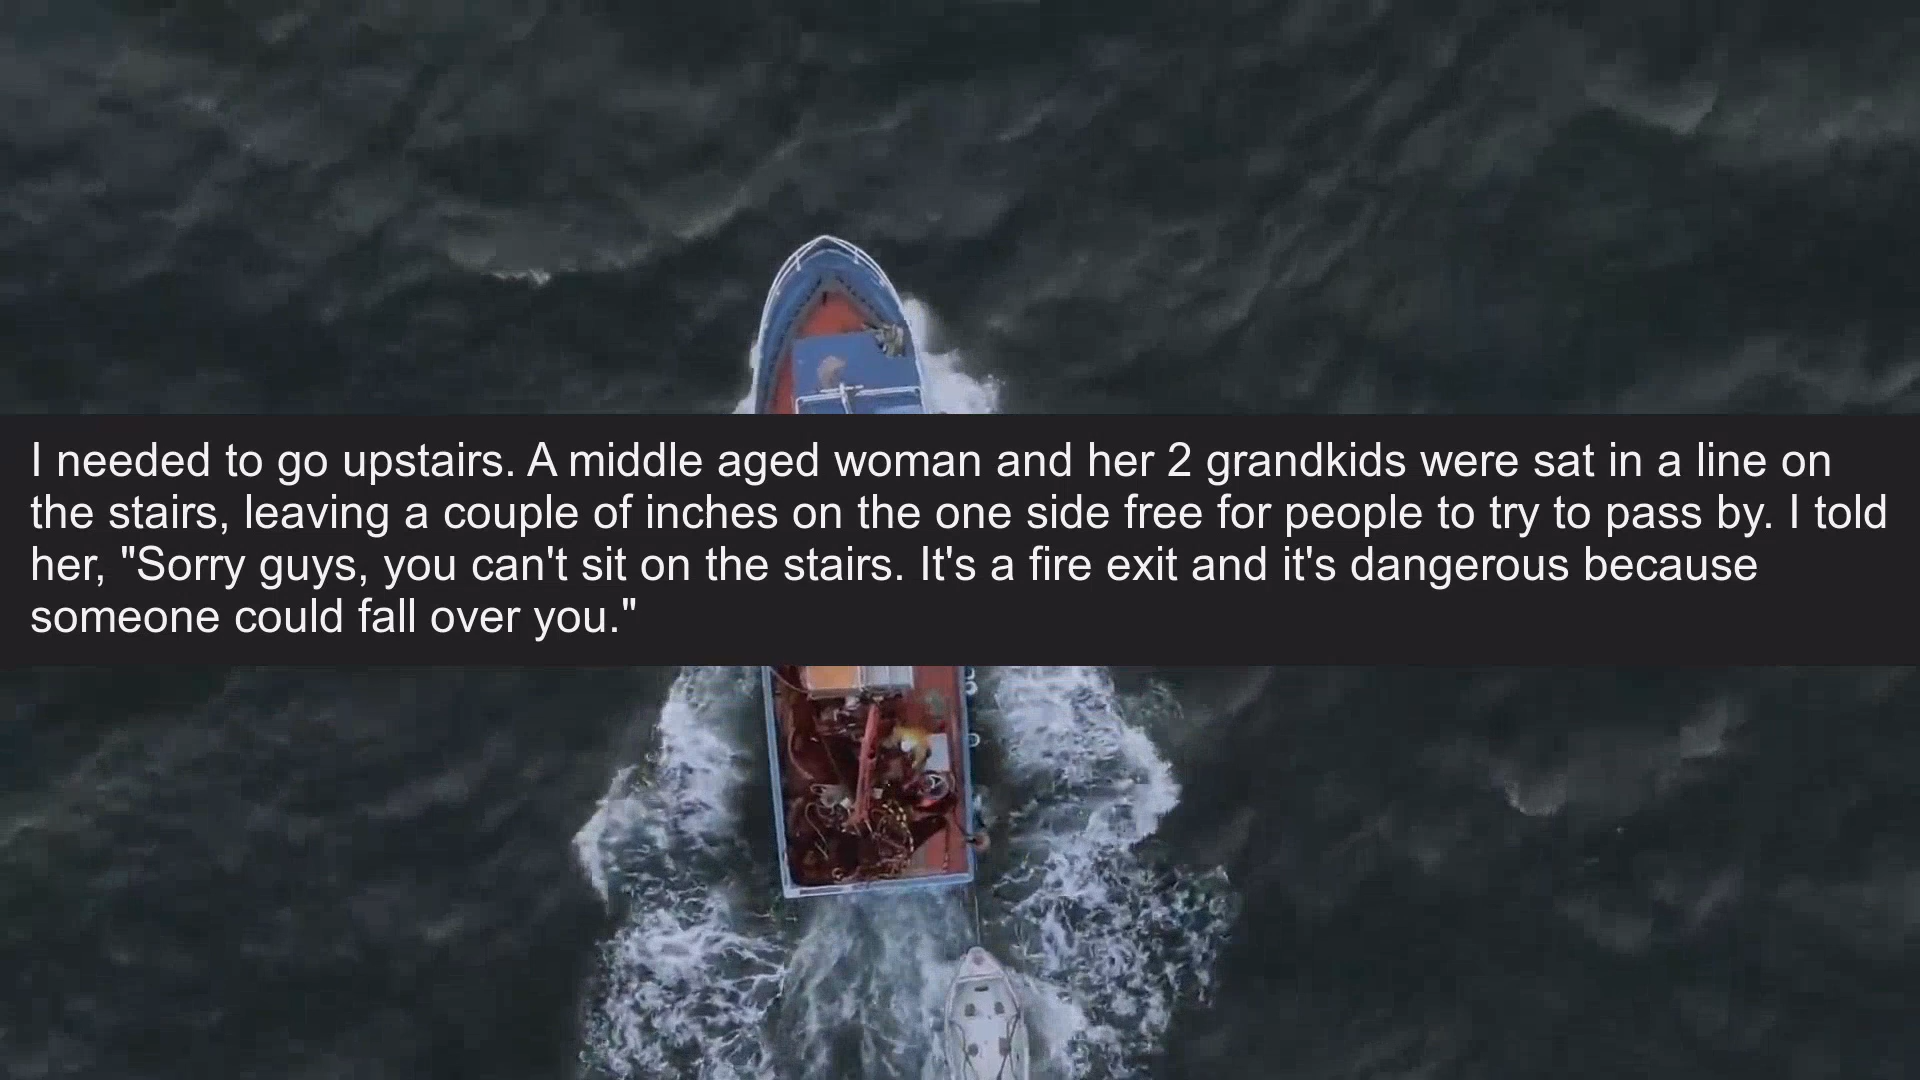 I needed to go upstairs. A middle aged woman and her 2 grandkids were sat in a line on
the stairs, leaving a couple of inches on the one side free for people to try to pass by. I told
her, "Sorry guys, you can't sit on the stairs. It's a fire exit and it's dangerous because
someone could fall over you."